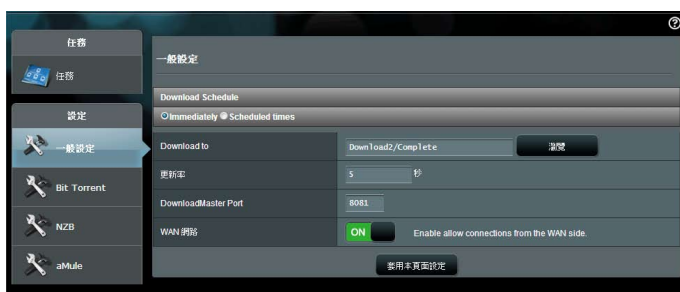 任務
任務
設定
一般設定
Bit Torrent
NZB
aMule
一般設定
Download Schedule
Immediately Scheduled times
Download to Download2/Complete 瀏覽
更新率 5 秒
DownloadMaster Port 8081
WAN 網路 ON Enable allow connections from the WAN side.
套用本頁面設定